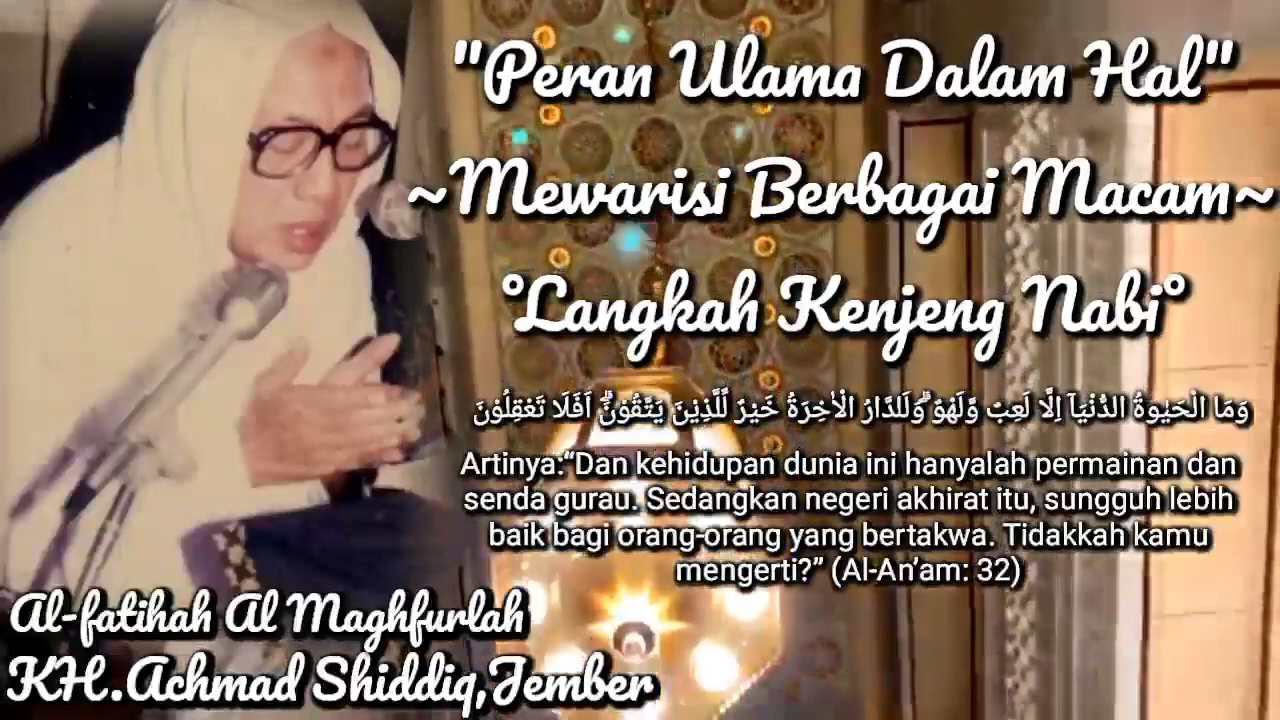 "Peran Ulama Dalam Hal"
~Mewarisi Berbagai Macam~
°Langkah Kenjeng Nabi°
وَمَا الْحَيٰوةُ الدُّنْيَآ اِلَّا لَعِبٌ وَّلَهْوٌ ۗوَلَلدَّارُ الْاٰخِرَةُ خَيْرٌ لِّلَّذِيْنَ يَتَّقُوْنَۗ اَفَلَا تَعْقِلُوْنَ
Artinya:“Dan kehidupan dunia ini hanyalah permainan dan
senda gurau. Sedangkan negeri akhirat itu, sungguh lebih
baik bagi orang-orang yang bertakwa. Tidakkah kamu
mengerti?” (Al-An’am: 32)
Al-fatihah Al Maghfurlah
KH.Achmad Shiddiq,Jember